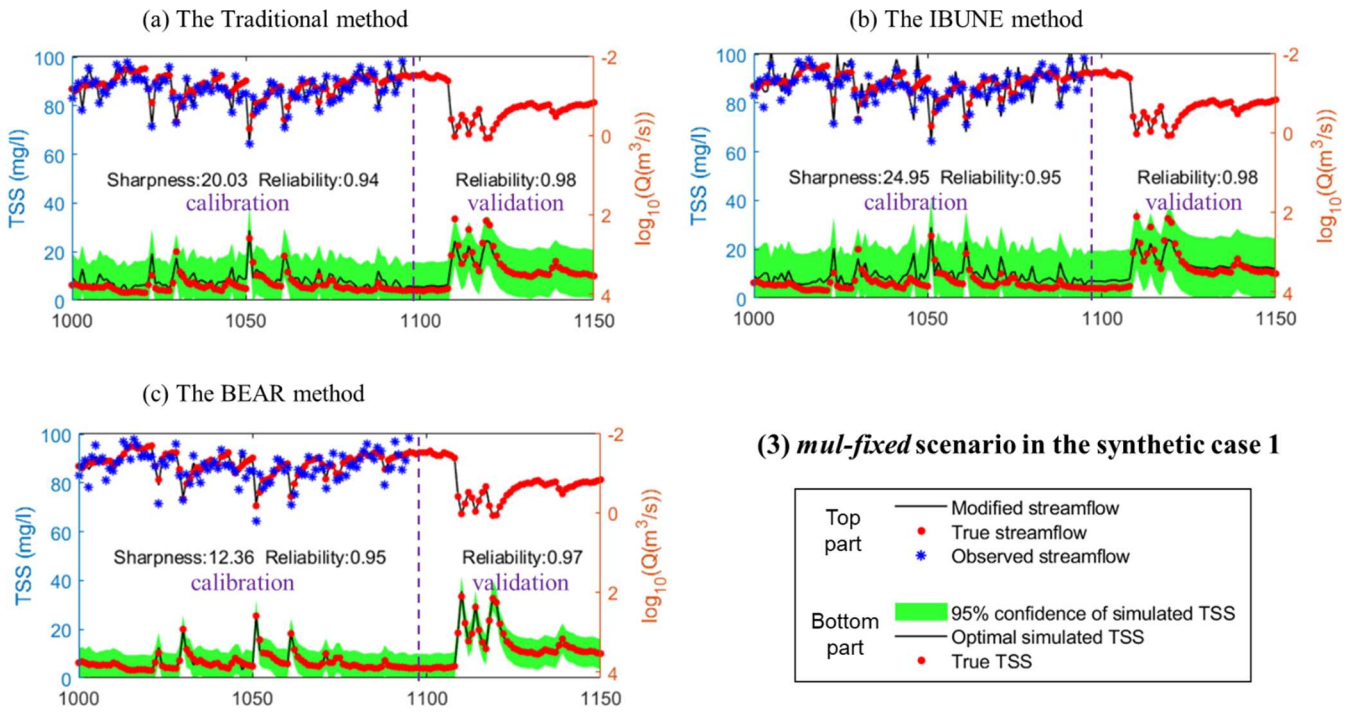 (a) The Traditional method
100
80
60
40
20
0
TSS (mg/l)
-2
0
2
4
log10(Q(m3/s))
Sharpness:20.03 Reliability:0.94
calibration
Reliability:0.98
validation
1000
1050
1100
1150
(b) The IBUNE method
100
80
60
40
20
0
TSS (mg/l)
-2
0
2
4
log10(Q(m3/s))
Sharpness:24.95 Reliability:0.95
calibration
Reliability:0.98
validation
1000
1050
1100
1150
(c) The BEAR method
100
80
60
40
20
0
TSS (mg/l)
-2
0
2
4
log10(Q(m3/s))
Sharpness:12.36 Reliability:0.95
calibration
Reliability:0.97
validation
1000
1050
1100
1150
(3) mul-fixed scenario in the synthetic case 1
Top
part
Modified streamflow
True streamflow
Observed streamflow
Bottom
part
95% confidence of simulated TSS
Optimal simulated TSS
True TSS